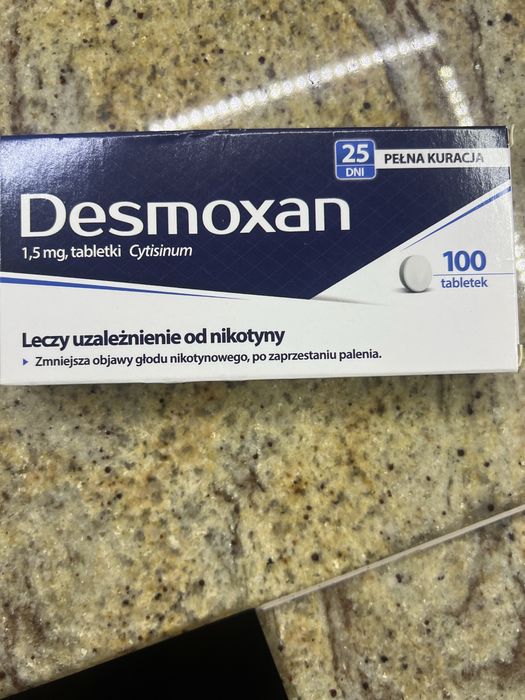 25
DNI
PEŁNA KURACJA
Desmoxan
1,5 mg, tabletki Cytisinum
100
tabletek
Leczy uzależnienie od nikotyny
Zmniejsza objawy głodu nikotynowego, po zaprzestaniu palenia.